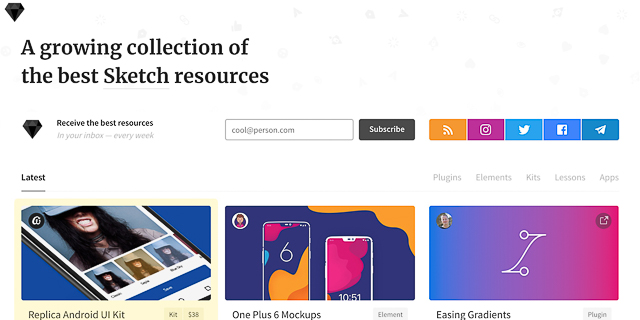 A growing collection of
the best Sketch resources
Receive the best resources
In your inbox — every week
cool@person.com
Subscribe
Latest
Plugins
Elements
Kits
Lessons
Apps
6
10:51
Replica Android UI Kit
Kit
$38
One Plus 6 Mockups
Element
Easing Gradients
Plugin